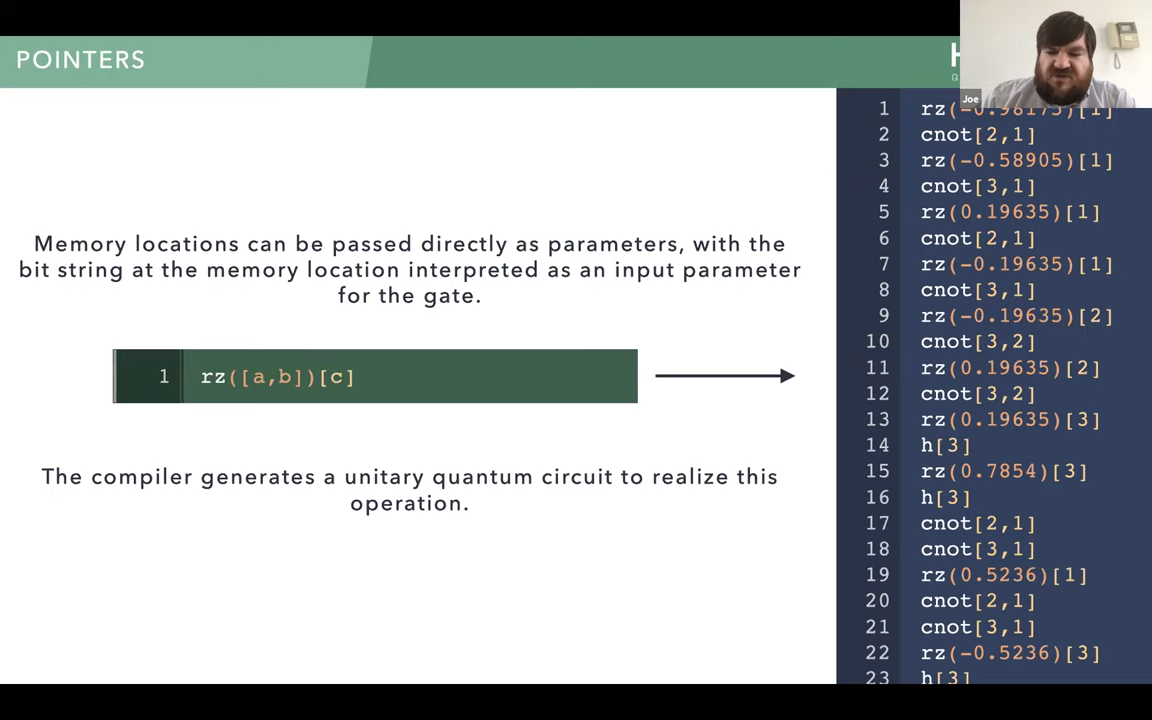 POINTERS
H
Joe
Memory locations can be passed directly as parameters, with the
bit string at the memory location interpreted as an input parameter
for the gate.
1 rz([a,b])[c]
The compiler generates a unitary quantum circuit to realize this
operation.
1 rz(-0.98175)[1]
2 cnot[2,1]
3 rz(-0.58905)[1]
4 cnot[3,1]
5 rz(0.19635)[1]
6 cnot[2,1]
7 rz(-0.19635)[1]
8 cnot[3,1]
9 rz(-0.19635)[2]
10 cnot[3,2]
11 rz(0.19635)[2]
12 cnot[3,2]
13 rz(0.19635)[3]
14 h[3]
15 rz(0.7854)[3]
16 h[3]
17 cnot[2,1]
18 cnot[3,1]
19 rz(0.5236)[1]
20 cnot[2,1]
21 cnot[3,1]
22 rz(-0.5236)[3]
23 h[3]